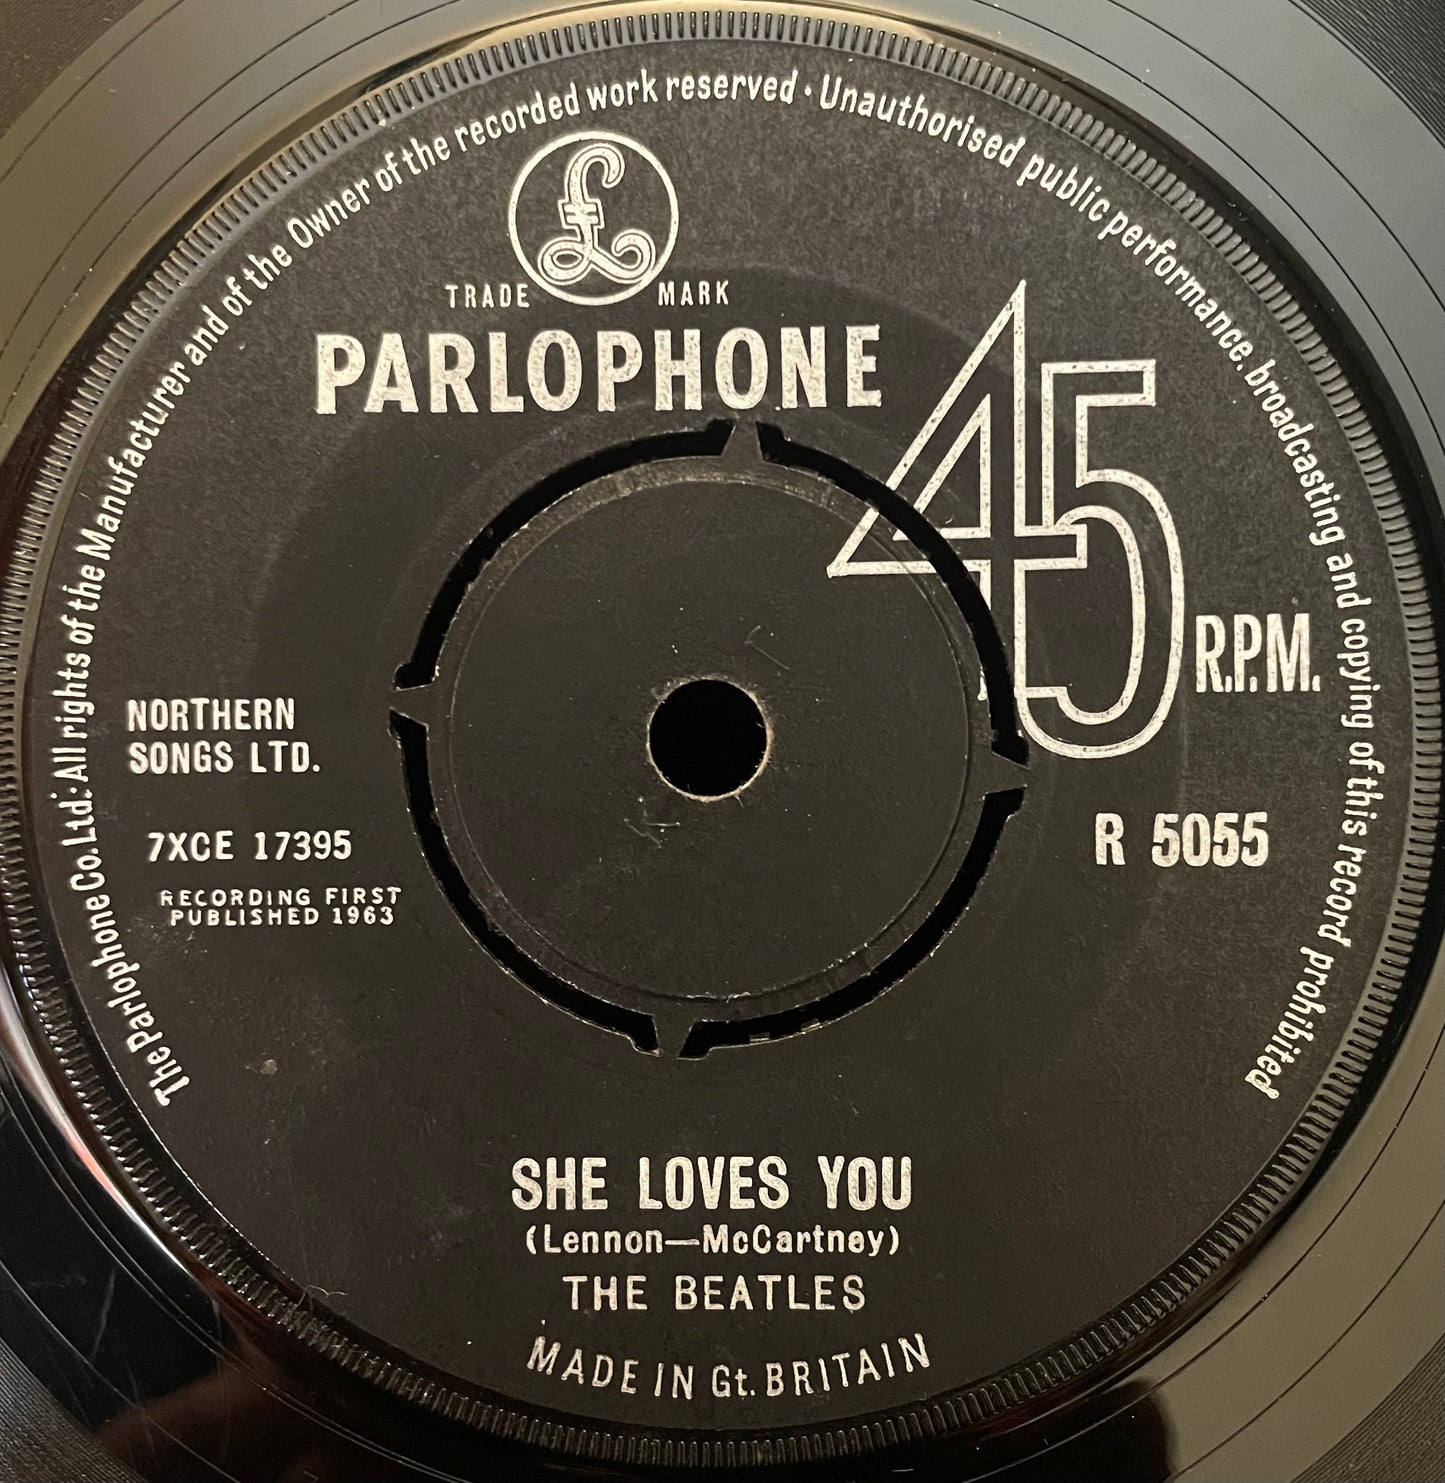 The Parlophone Co. Ltd. · All rights of the Manufacturer and of the Owner of the recorded work reserved · Unauthorised public performance. broadcasting and copying of this record prohibited
£
TRADE MARK
PARLOPHONE
45 R.P.M.
NORTHERN
SONGS LTD.
7XCE 17395
RECORDING FIRST
PUBLISHED 1963
R 5055
SHE LOVES YOU
(Lennon—McCartney)
THE BEATLES
MADE IN Gt. BRITAIN